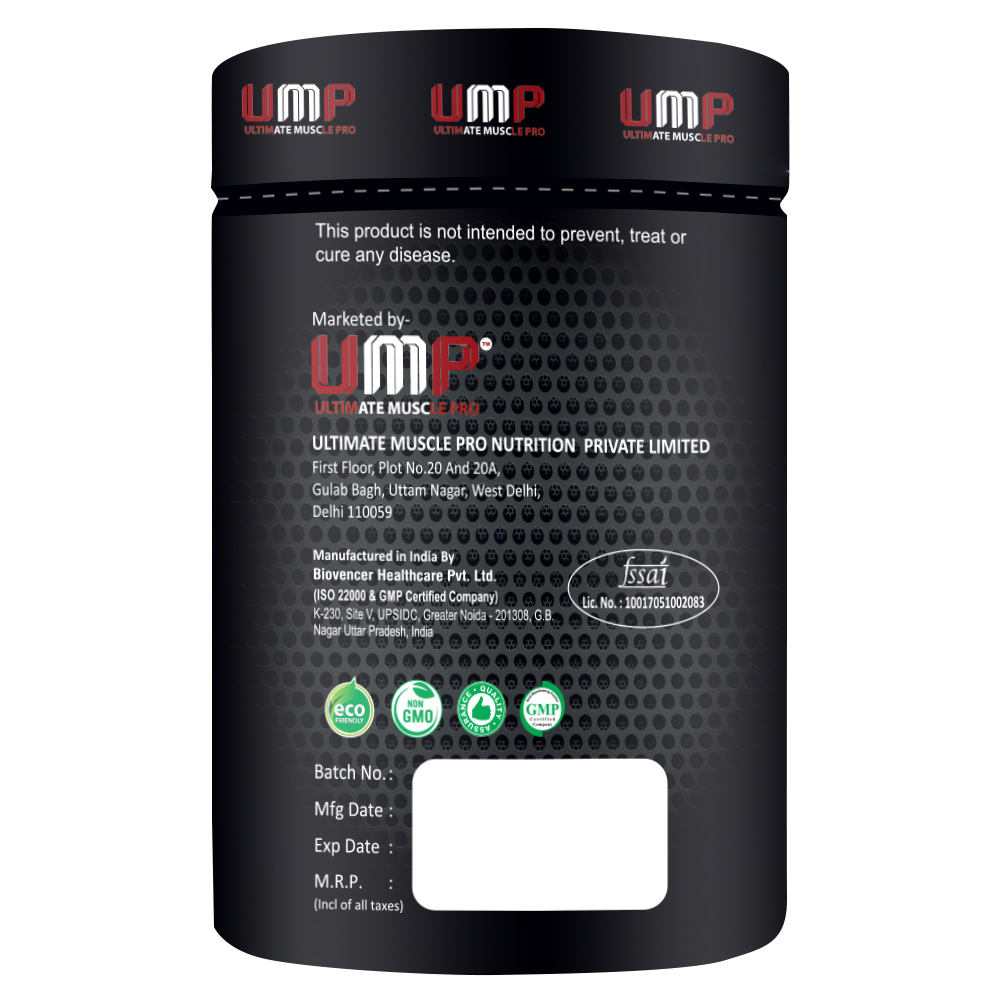 UMP UMP UMP
ULTIMATE MUSCLE PRO ULTIMATE MUSCLE PRO ULTIMATE MUSCLE PRO
This product is not intended to prevent, treat or
cure any disease.
Marketed by-
UMP™
ULTIMATE MUSCLE PRO
ULTIMATE MUSCLE PRO NUTRITION PRIVATE LIMITED
First Floor, Plot No.20 And 20A,
Gulab Bagh, Uttam Nagar, West Delhi,
Delhi 110059
Manufactured in India By
Biovencer Healthcare Pvt. Ltd.
(ISO 22000 & GMP Certified Company)
K-230, Site V, UPSIDC, Greater Noida - 201308, G.B.
Nagar Uttar Pradesh, India
fssai
Lic. No. : 10017051002083
eco
FRIENDLY
NON
GMO
QUALITY
ASSURANCE
GMP
Certified
Company
Batch No. :
Mfg Date :
Exp Date :
M.R.P. :
(Incl of all taxes)